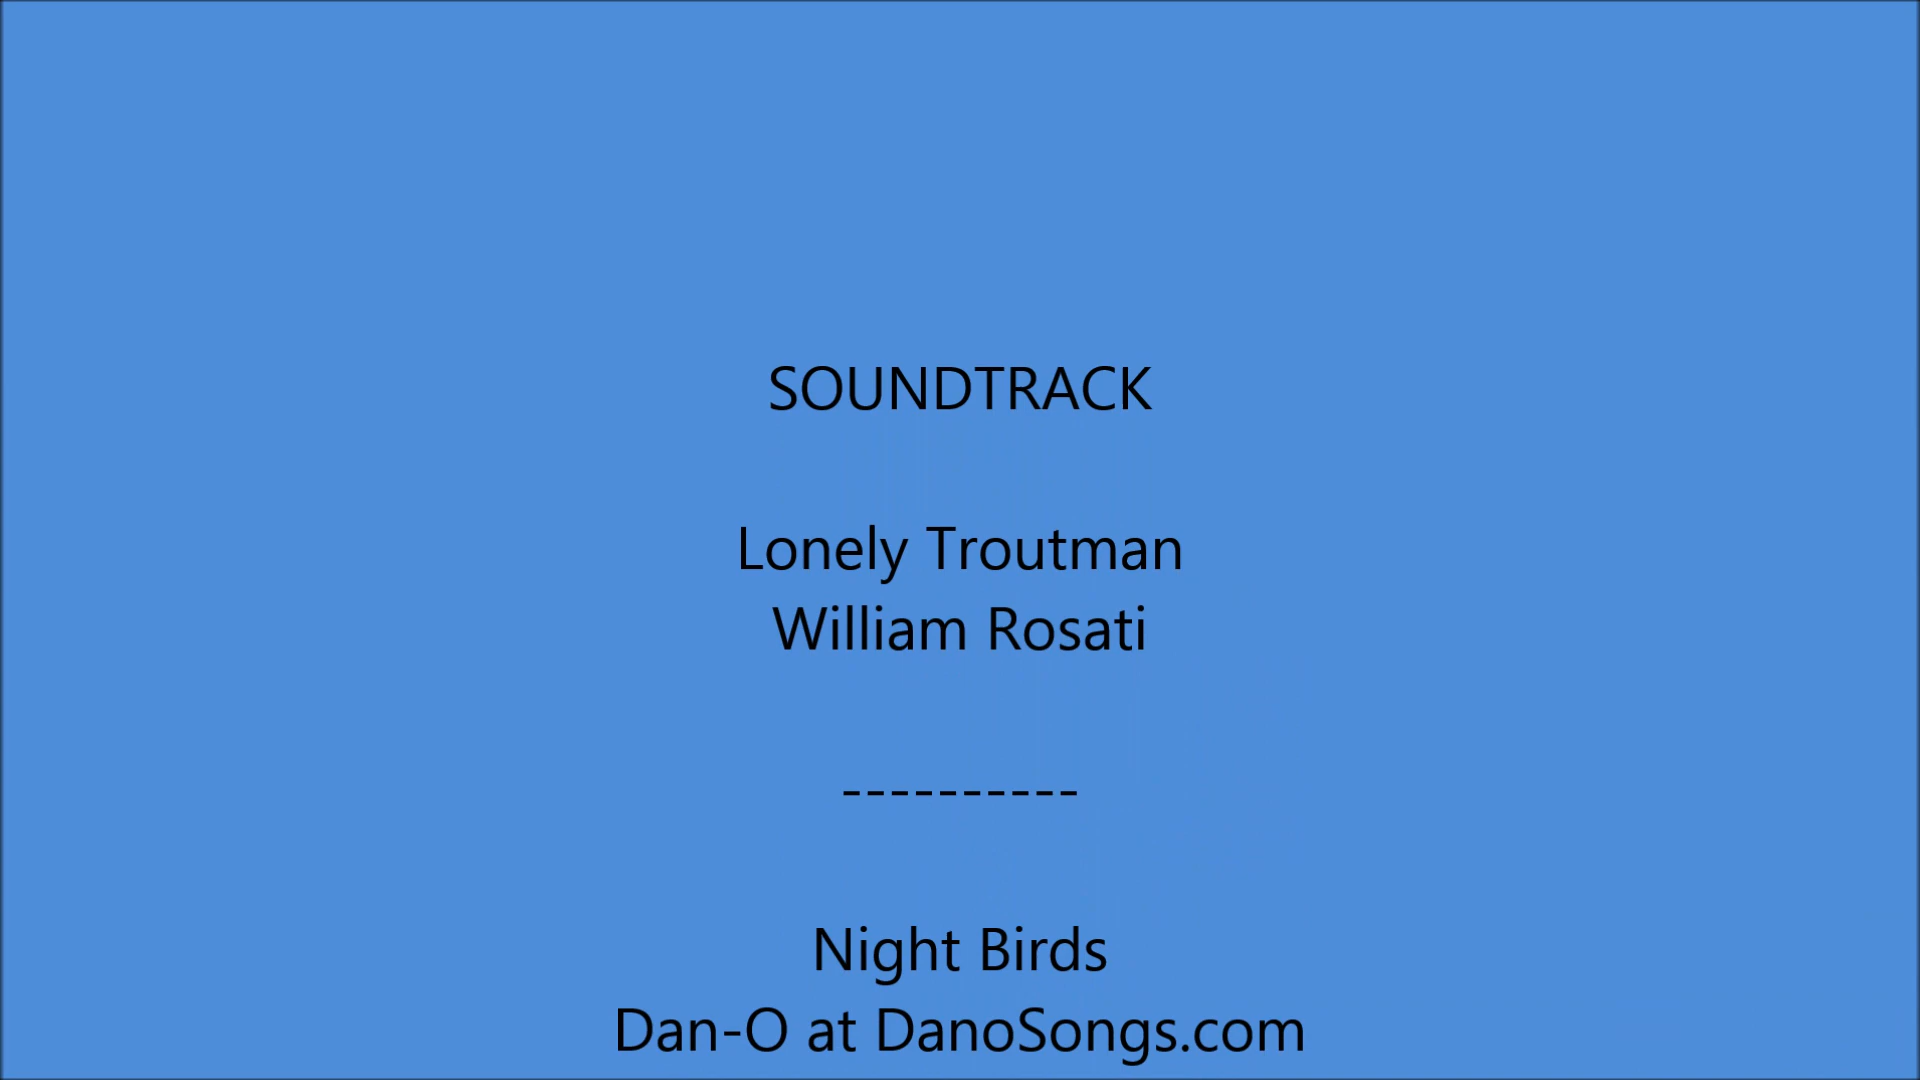 SOUNDTRACK
Lonely Troutman
William Rosati
----------
Night Birds
Dan-O at DanoSongs.com